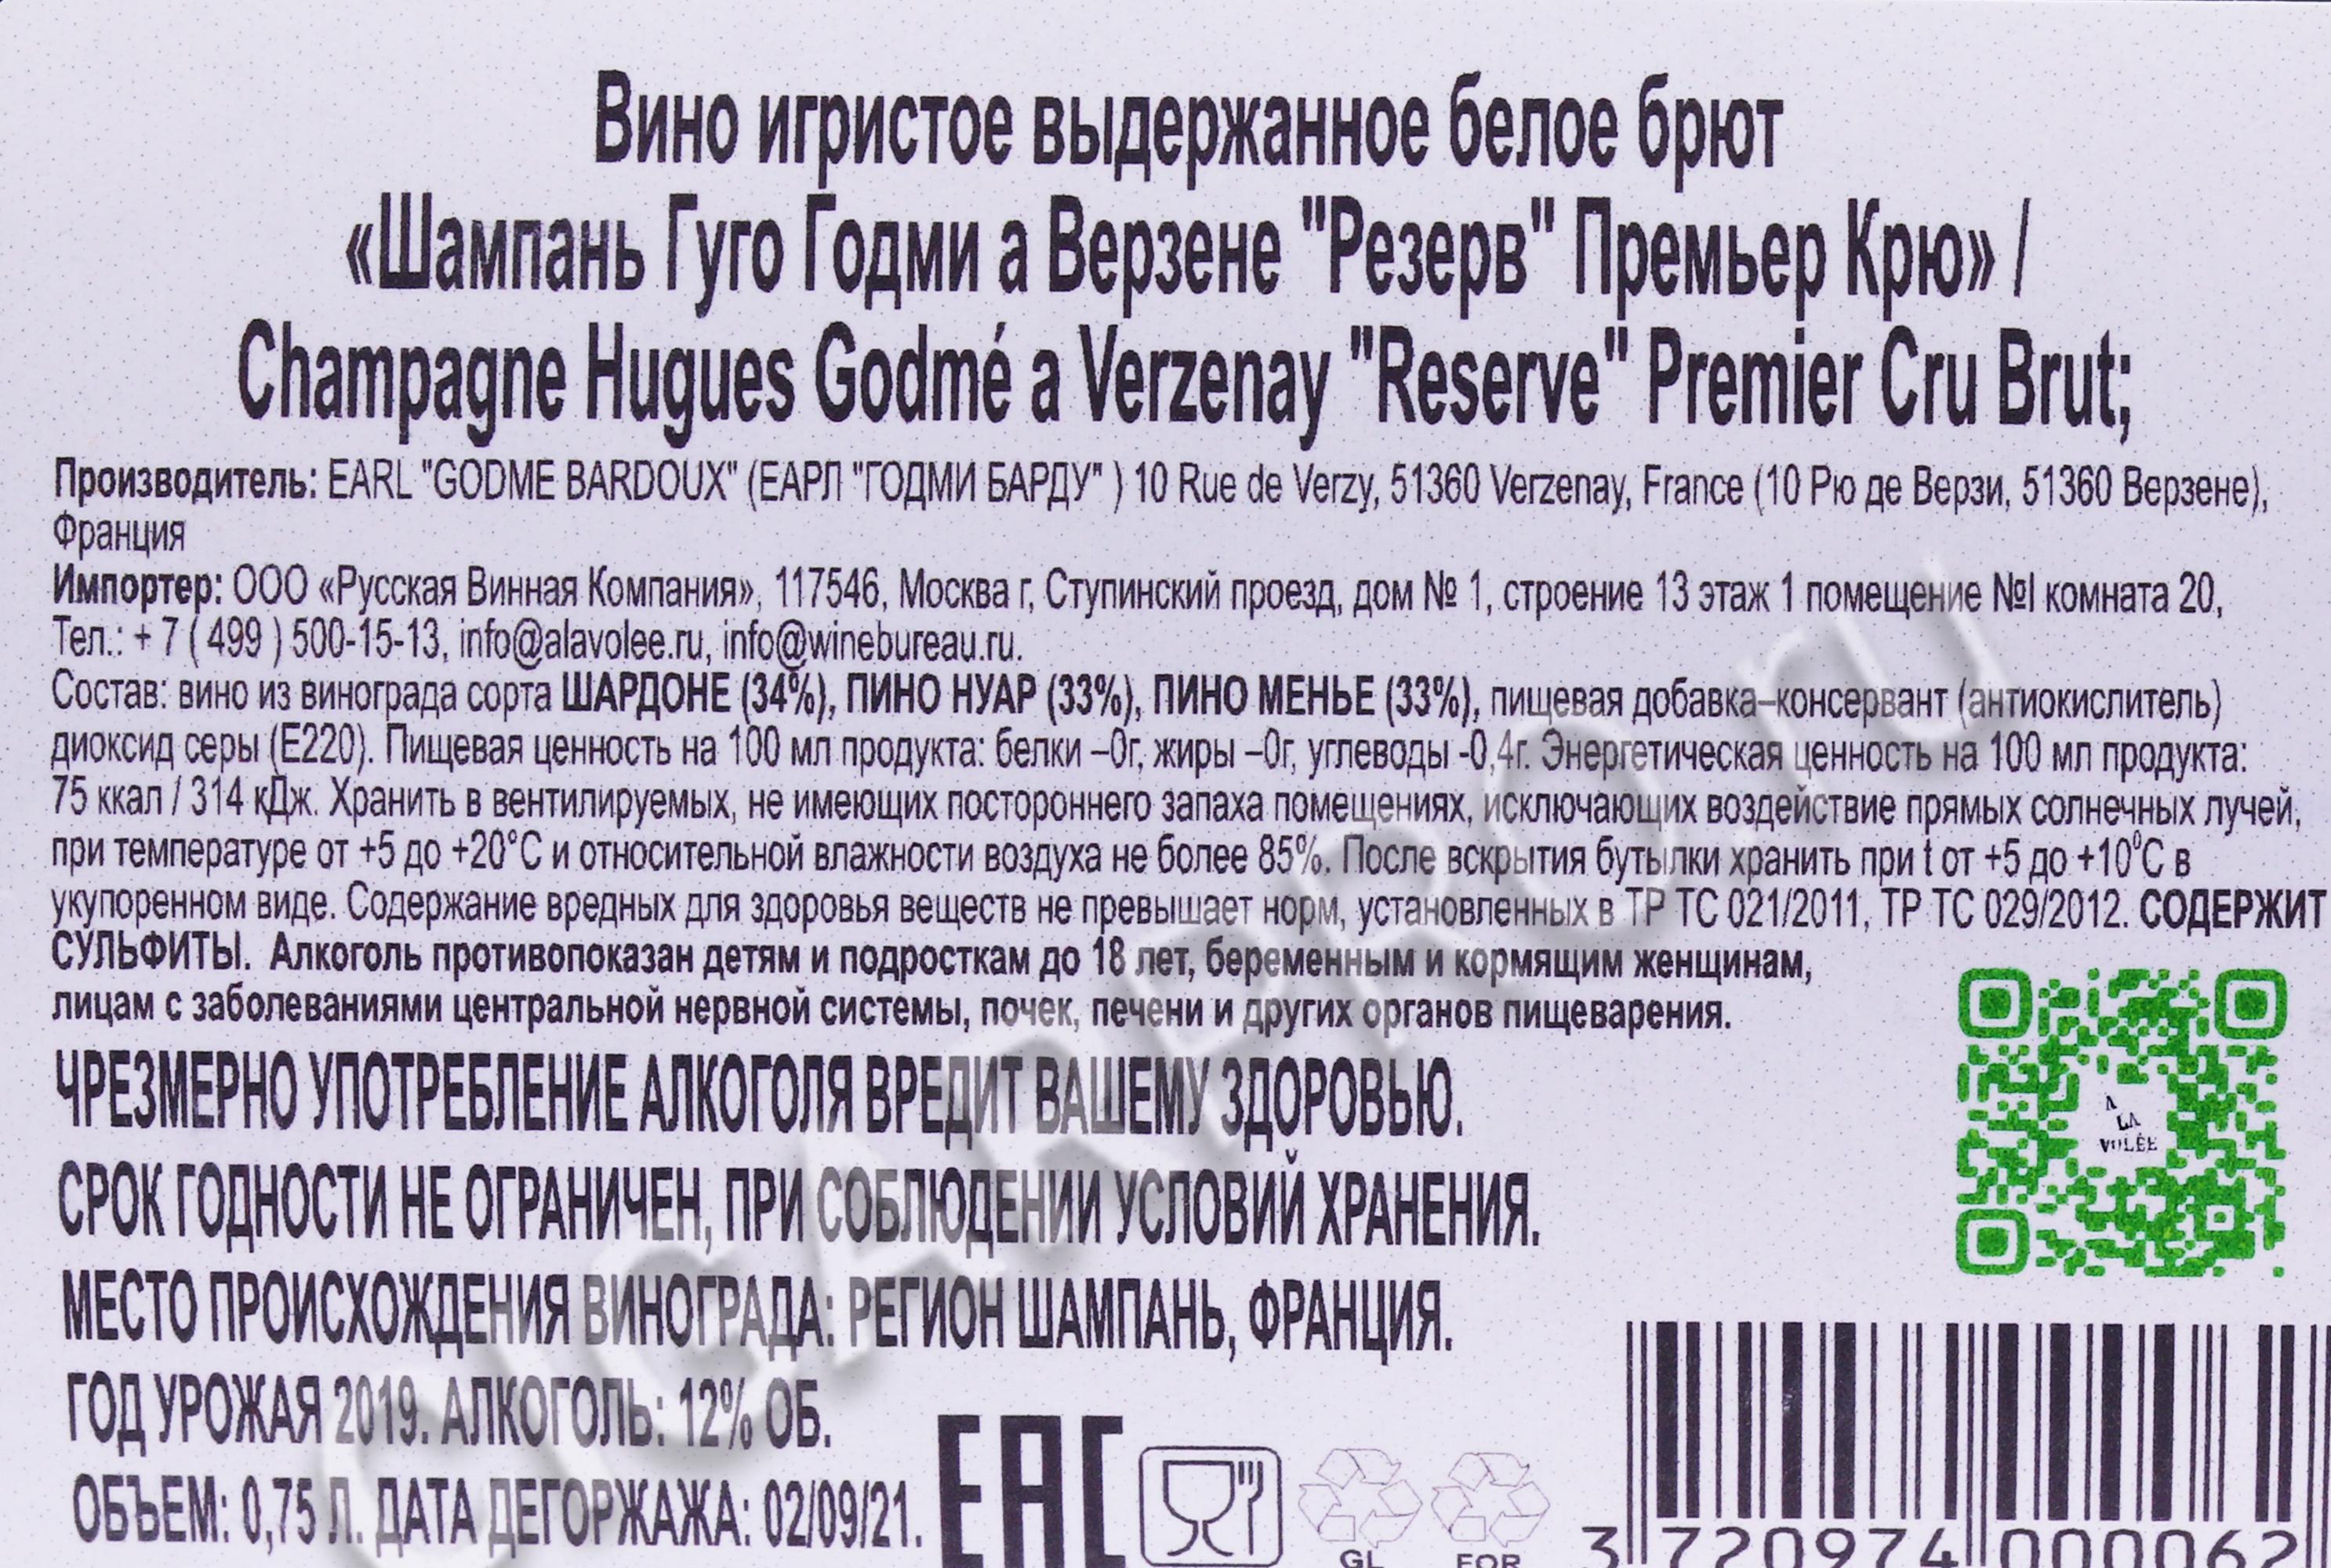 Вино игристое выдержанное белое брют
«Шампань Гуго Годми а Верзене "Резерв" Премьер Крю» /
Champagne Hugues Godmé a Verzenay "Reserve" Premier Cru Brut;
Производитель: EARL "GODME BARDOUX" (ЕАРЛ "ГОДМИ БАРДУ" ) 10 Rue de Verzy, 51360 Verzenay, France (10 Рю де Верзи, 51360 Верзене),
Франция
Импортер: ООО «Русская Винная Компания», 117546, Москва г, Ступинский проезд, дом № 1, строение 13 этаж 1 помещение №I комната 20,
Тел.: + 7 ( 499 ) 500-15-13, info@alavolee.ru, info@winebureau.ru.
Состав: вино из винограда сорта ШАРДОНЕ (34%), ПИНО НУАР (33%), ПИНО МЕНЬЕ (33%), пищевая добавка–консервант (антиокислитель)
диоксид серы (Е220). Пищевая ценность на 100 мл продукта: белки –0г, жиры –0г, углеводы -0,4г. Энергетическая ценность на 100 мл продукта:
75 ккал / 314 кДж. Хранить в вентилируемых, не имеющих постороннего запаха помещениях, исключающих воздействие прямых солнечных лучей,
при температуре от +5 до +20°С и относительной влажности воздуха не более 85%. После вскрытия бутылки хранить при t от +5 до +10⁰С в
укупоренном виде. Содержание вредных для здоровья веществ не превышает норм, установленных в ТР ТС 021/2011, ТР ТС 029/2012. СОДЕРЖИТ
СУЛЬФИТЫ. Алкоголь противопоказан детям и подросткам до 18 лет, беременным и кормящим женщинам,
лицам с заболеваниями центральной нервной системы, почек, печени и других органов пищеварения.
ЧРЕЗМЕРНО УПОТРЕБЛЕНИЕ АЛКОГОЛЯ ВРЕДИТ ВАШЕМУ ЗДОРОВЬЮ.
A
LA
VOLÉE
СРОК ГОДНОСТИ НЕ ОГРАНИЧЕН, ПРИ СОБЛЮДЕНИИ УСЛОВИЙ ХРАНЕНИЯ.
МЕСТО ПРОИСХОЖДЕНИЯ ВИНОГРАДА: РЕГИОН ШАМПАНЬ, ФРАНЦИЯ.
ГОД УРОЖАЯ 2019. АЛКОГОЛЬ: 12% ОБ.
ОБЪЕМ: 0,75 Л. ДАТА ДЕГОРЖАЖА: 02/09/21.
EAC
GL
FOR
3 720974 000062
CIGARPRO.ru